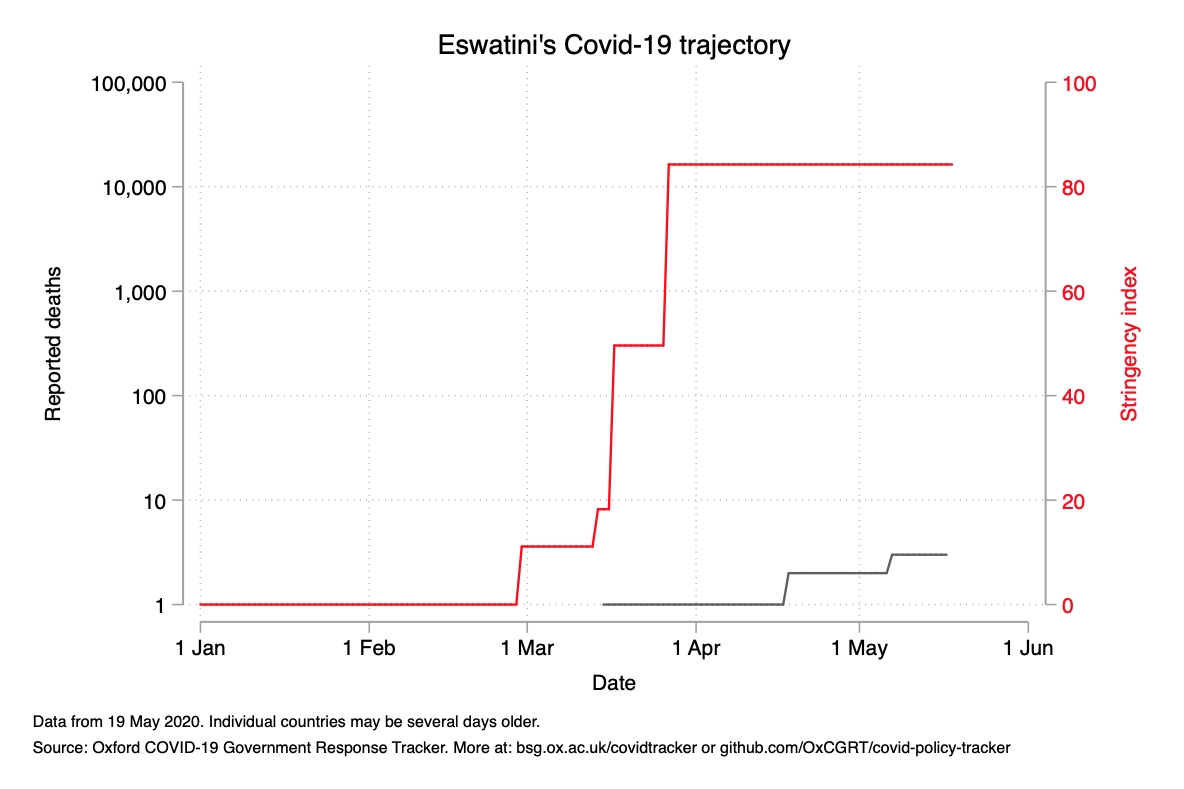 Eswatini's Covid-19 trajectory
100,000
10,000
1,000
100
10
1
Reported deaths
100
80
60
40
20
0
Stringency index
1 Jan
1 Feb
1 Mar
1 Apr
1 May
1 Jun
Date
Data from 19 May 2020. Individual countries may be several days older.
Source: Oxford COVID-19 Government Response Tracker. More at: bsg.ox.ac.uk/covidtracker or github.com/OxCGRT/covid-policy-tracker